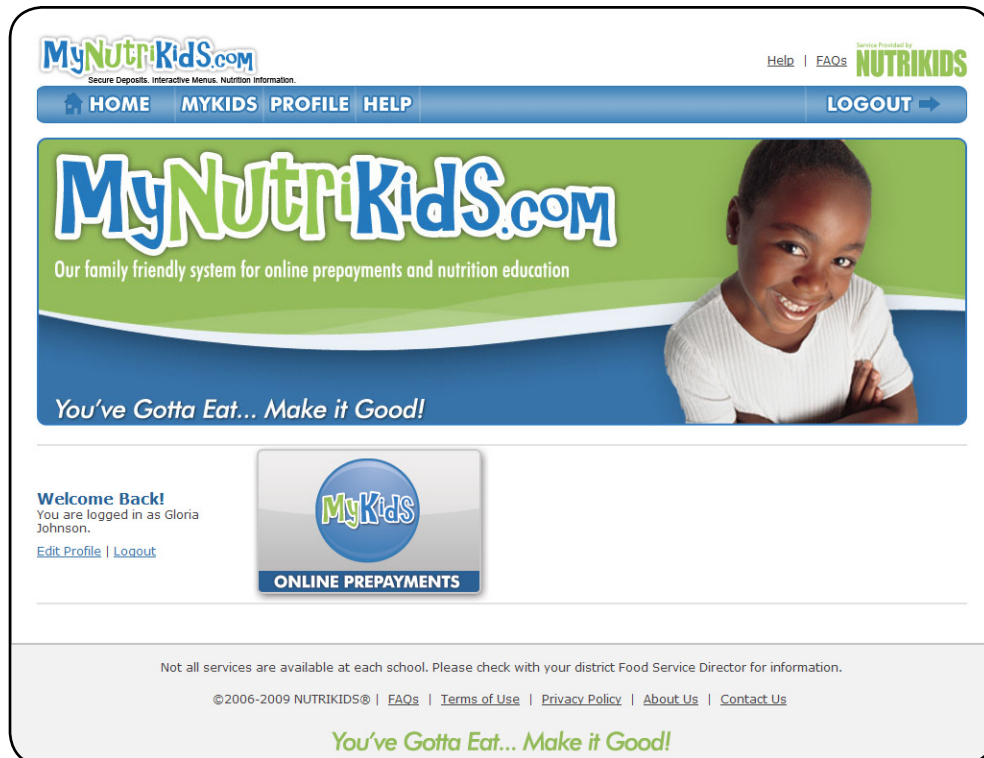 MyNutriKids.com
Secure Deposits. Interactive Menus. Nutrition Information.
Help | FAQs
Service Provided by
NUTRIKIDS
HOME MYKIDS PROFILE HELP LOGOUT
MyNutriKids.com
Our family friendly system for online prepayments and nutrition education
You've Gotta Eat... Make it Good!
Welcome Back!
You are logged in as Gloria
Johnson.
Edit Profile | Logout
MyKids
ONLINE PREPAYMENTS
Not all services are available at each school. Please check with your district Food Service Director for information.
©2006-2009 NUTRIKIDS® | FAQs | Terms of Use | Privacy Policy | About Us | Contact Us
You've Gotta Eat... Make it Good!